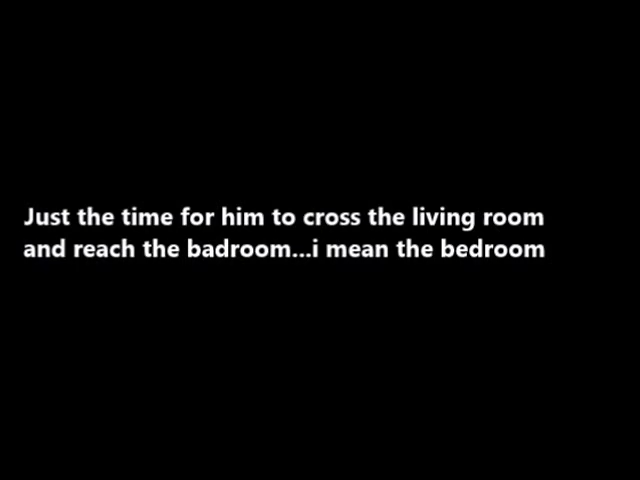 Just the time for him to cross the living room
and reach the badroom...i mean the bedroom